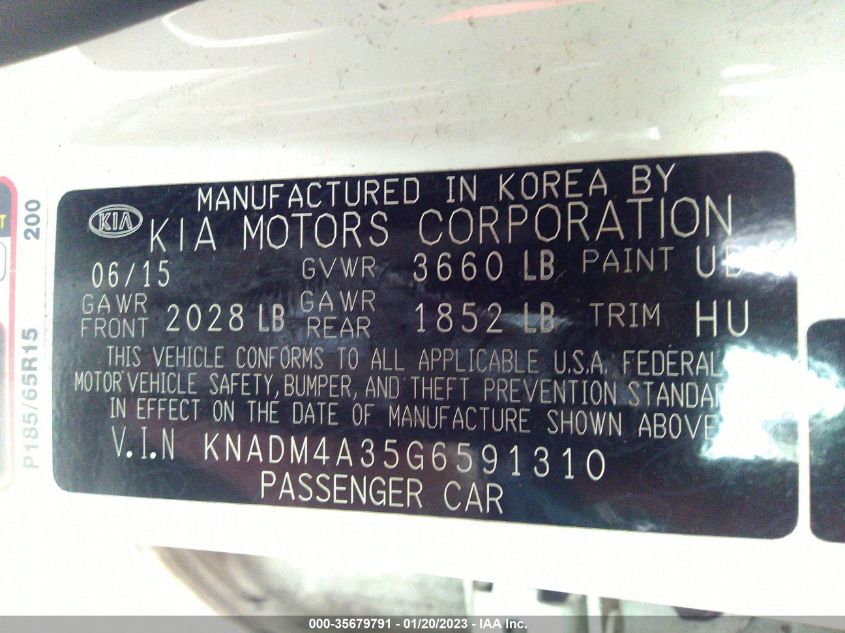 MANUFACTURED IN KOREA BY
KIA KIA MOTORS CORPORATION
06/15 GVWR 3660 LB PAINT
GAWR FRONT 2028 LB GAWR REAR 1852 LB TRIM HU
THIS VEHICLE CONFORMS TO ALL APPLICABLE U.S.A. FEDERAL
MOTOR VEHICLE SAFETY, BUMPER, AND THEFT PREVENTION
IN EFFECT ON THE DATE OF MANUFACTURE SHOWN ABOVE
V.I.N KNADM4A35G6591310
PASSENGER CAR
P185/65R15 200
000-35679791 - 01/20/2023 - IAA Inc.